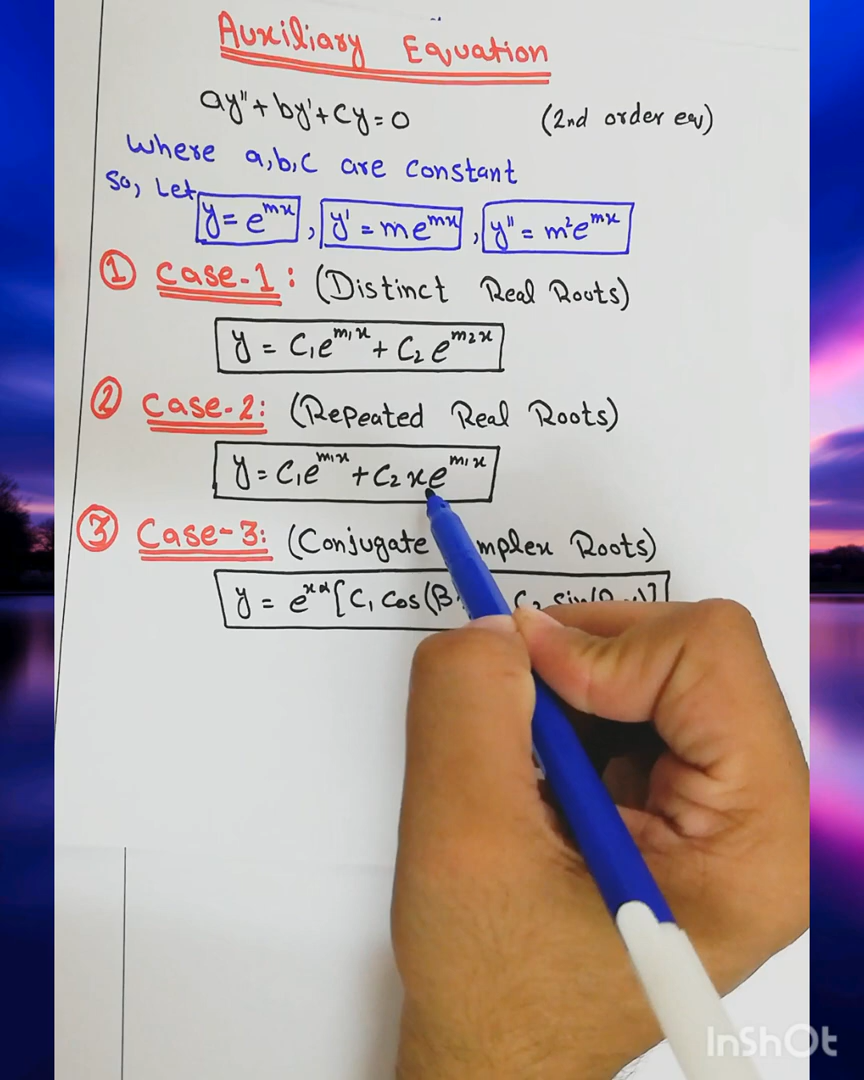 Auxiliary Equation
ay" + by' + cy = 0 (2nd order eq)
where a,b,c are constant
So, Let y = e^mx , y' = me^mx , y" = m²e^mx
① Case-1: (Distinct Real Roots)
y = C₁e^m₁x + C₂e^m₂x
② Case-2: (Repeated Real Roots)
y = C₁e^m₁x + C₂xe^m₁x
③ Case-3: (Conjugate mplex Roots)
y = e^xα[C₁ Cos(β
InShOt